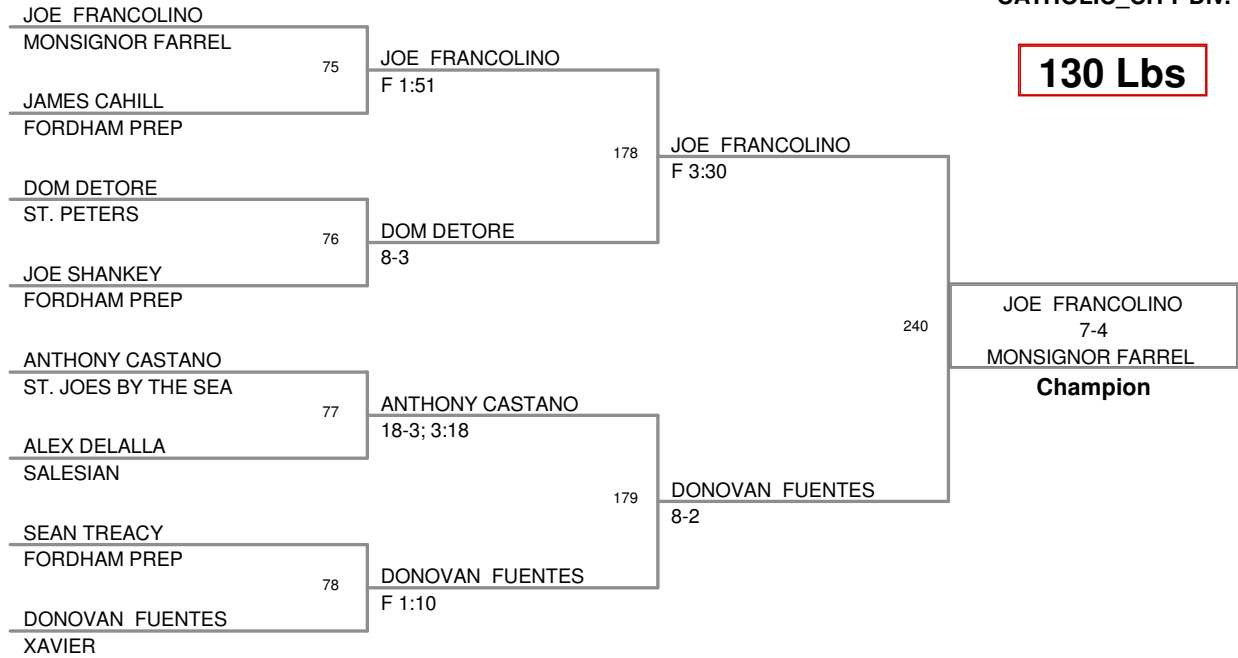 CATHOLIC_CITY DIV.
130 Lbs
JOE FRANCOLINO
MONSIGNOR FARREL
75
JAMES CAHILL
FORDHAM PREP
DOM DETORE
ST. PETERS
76
JOE SHANKEY
FORDHAM PREP
ANTHONY CASTANO
ST. JOES BY THE SEA
77
ALEX DELALLA
SALESIAN
SEAN TREACY
FORDHAM PREP
78
DONOVAN FUENTES
XAVIER
JOE FRANCOLINO
F 1:51
178
DOM DETORE
8-3
ANTHONY CASTANO
18-3; 3:18
179
DONOVAN FUENTES
F 1:10
JOE FRANCOLINO
F 3:30
240
DONOVAN FUENTES
8-2
JOE FRANCOLINO
7-4
MONSIGNOR FARREL
Champion